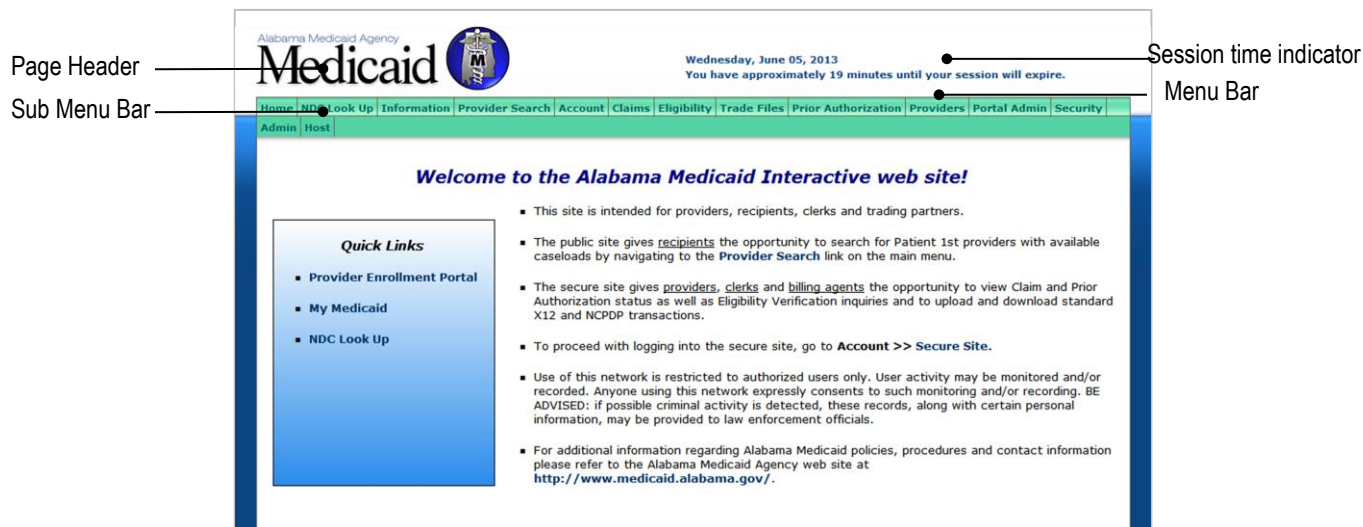 Alabama Medicaid Agency
Medicaid
M
Wednesday, June 05, 2013
You have approximately 19 minutes until your session will expire.
Page Header
Session time indicator
Menu Bar
Sub Menu Bar
Home NDC Look Up Information Provider Search Account Claims Eligibility Trade Files Prior Authorization Providers Portal Admin Security
Admin Host
Welcome to the Alabama Medicaid Interactive web site!
Quick Links
▪ Provider Enrollment Portal
▪ My Medicaid
▪ NDC Look Up
▪ This site is intended for providers, recipients, clerks and trading partners.
▪ The public site gives recipients the opportunity to search for Patient 1st providers with available
caseloads by navigating to the Provider Search link on the main menu.
▪ The secure site gives providers, clerks and billing agents the opportunity to view Claim and Prior
Authorization status as well as Eligibility Verification inquiries and to upload and download standard
X12 and NCPDP transactions.
▪ To proceed with logging into the secure site, go to Account >> Secure Site.
▪ Use of this network is restricted to authorized users only. User activity may be monitored and/or
recorded. Anyone using this network expressly consents to such monitoring and/or recording. BE
ADVISED: if possible criminal activity is detected, these records, along with certain personal
information, may be provided to law enforcement officials.
▪ For additional information regarding Alabama Medicaid policies, procedures and contact information
please refer to the Alabama Medicaid Agency web site at
http://www.medicaid.alabama.gov/.